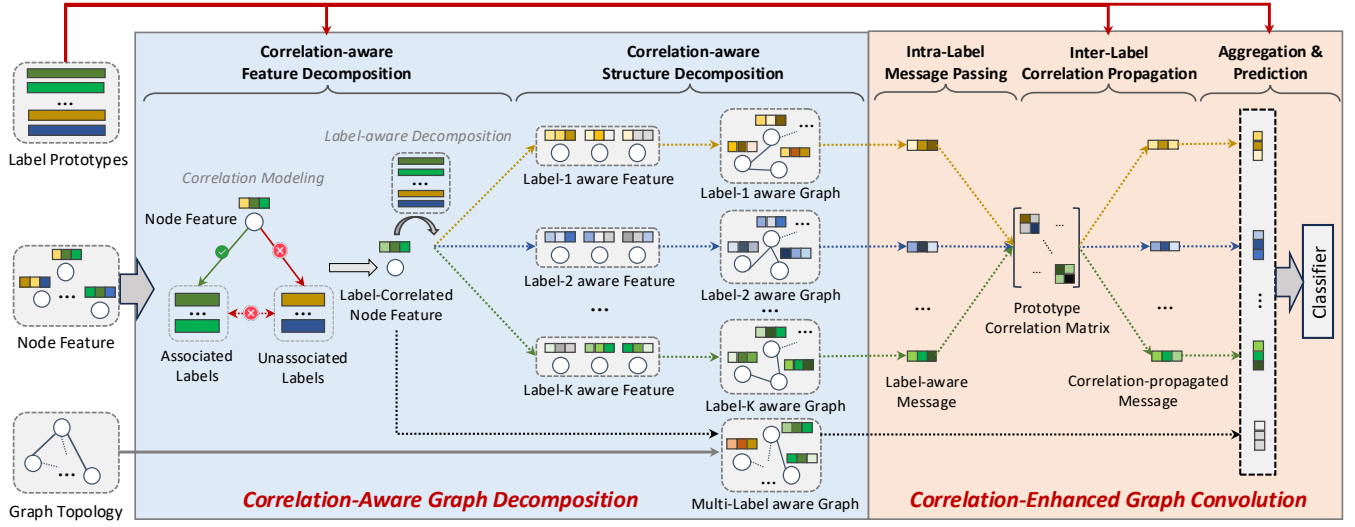 Correlation-aware
Feature Decomposition
Correlation-aware
Structure Decomposition
Intra-Label
Message Passing
Inter-Label
Correlation Propagation
Aggregation &
Prediction
...
Label Prototypes
Node Feature
Graph Topology
Correlation Modeling
Node Feature
Associated
Labels
Unassociated
Labels
Label-aware Decomposition
Label-Correlated
Node Feature
Label-1 aware Feature
Label-2 aware Feature
...
Label-K aware Feature
Label-1 aware Graph
Label-2 aware Graph
...
Label-K aware Graph
Multi-Label aware Graph
...
Label-aware
Message
Prototype
Correlation Matrix
...
Correlation-propagated
Message
Classifier
Correlation-Aware Graph Decomposition
Correlation-Enhanced Graph Convolution